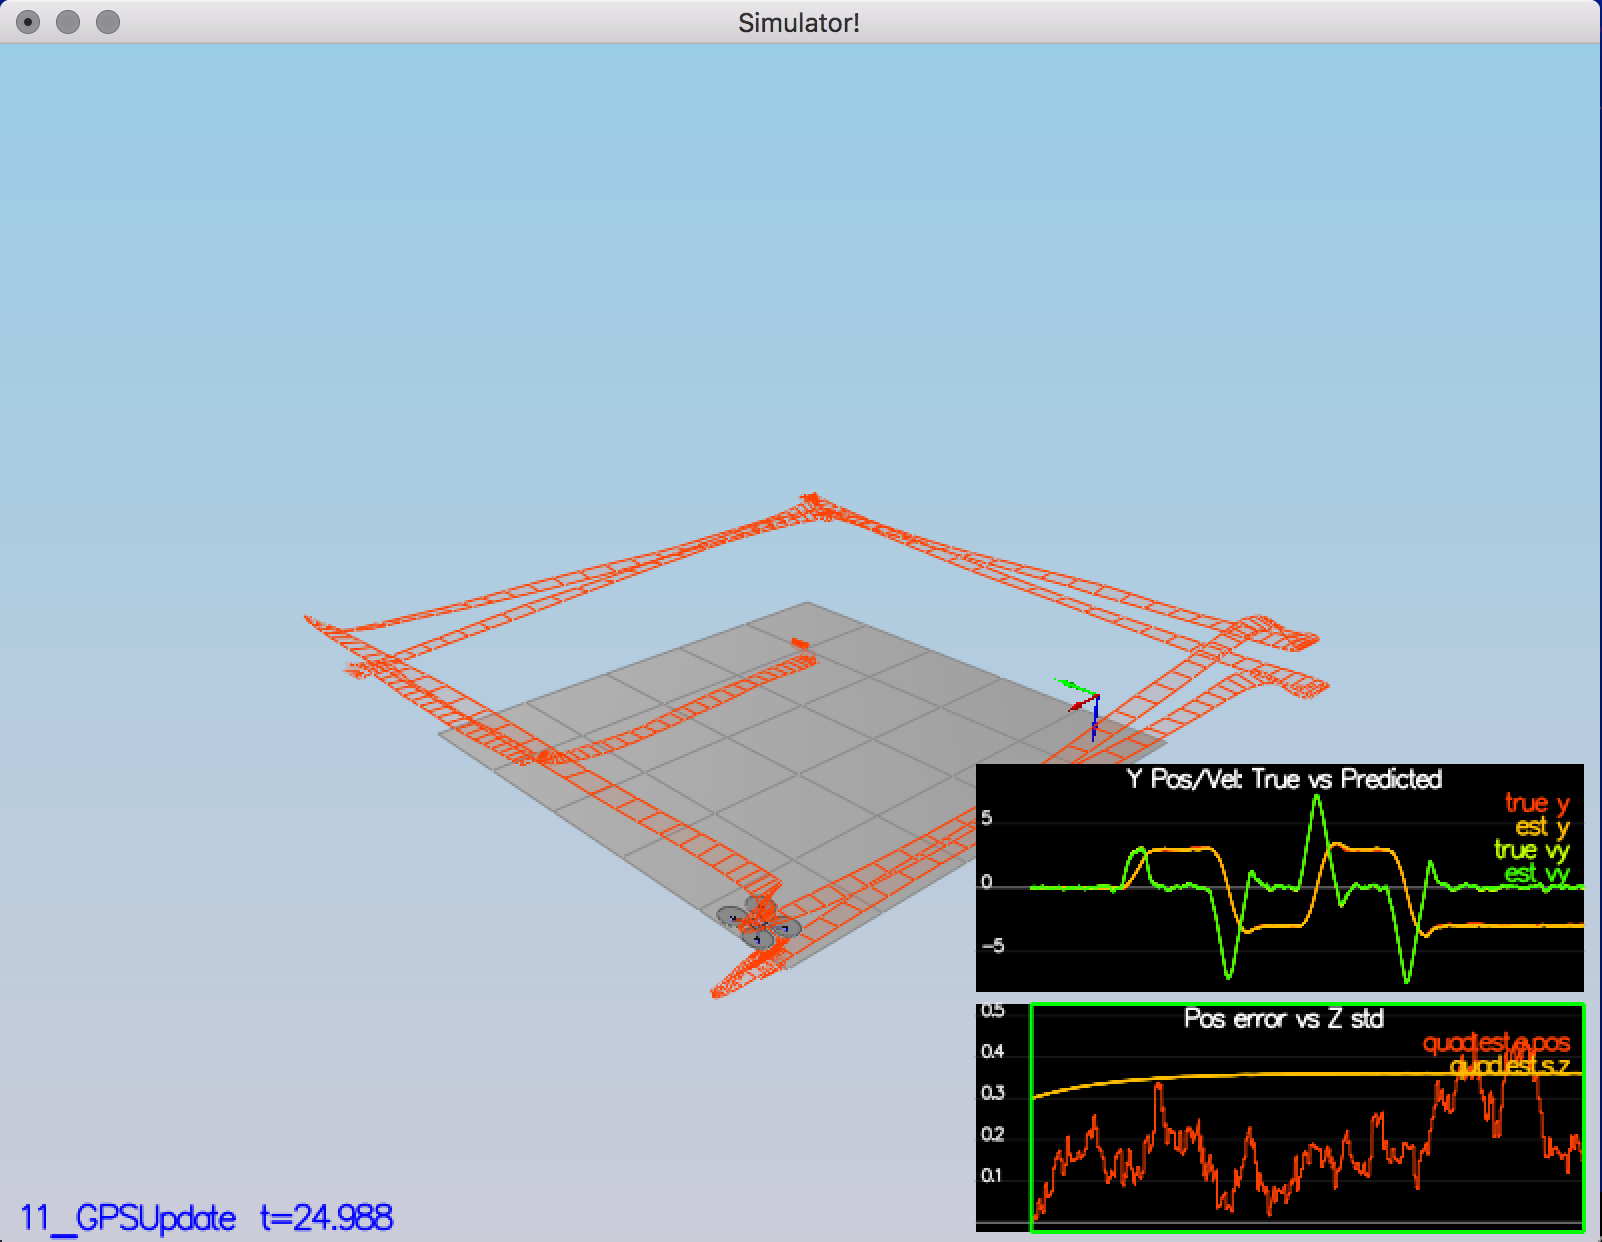 Simulator!
Y Pos/Vel: True vs Predicted
5
0
-5
true y
est y
true vy
est vy
Pos error vs Z std
0.5
0.4
0.3
0.2
0.1
quad.est.e.pos
quad.est.s.z
11_GPSUpdate t=24.988